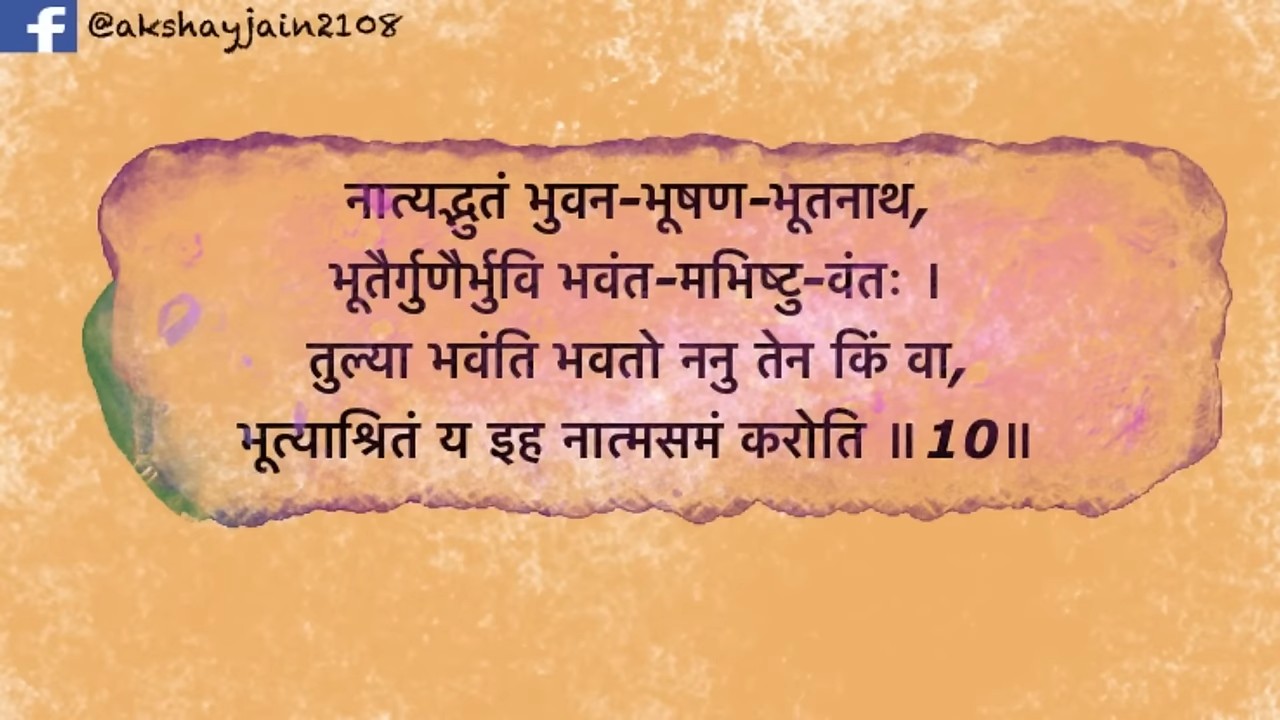 @akshayjain2108
नात्यद्भुतं भुवन-भूषण-भूतनाथ,
भूतैर्गुणैर्भुवि भवंत-मभिष्टु-वंतः ।
तुल्या भवंति भवतो ननु तेन किं वा,
भूत्याश्रितं य इह नात्मसमं करोति ॥10॥